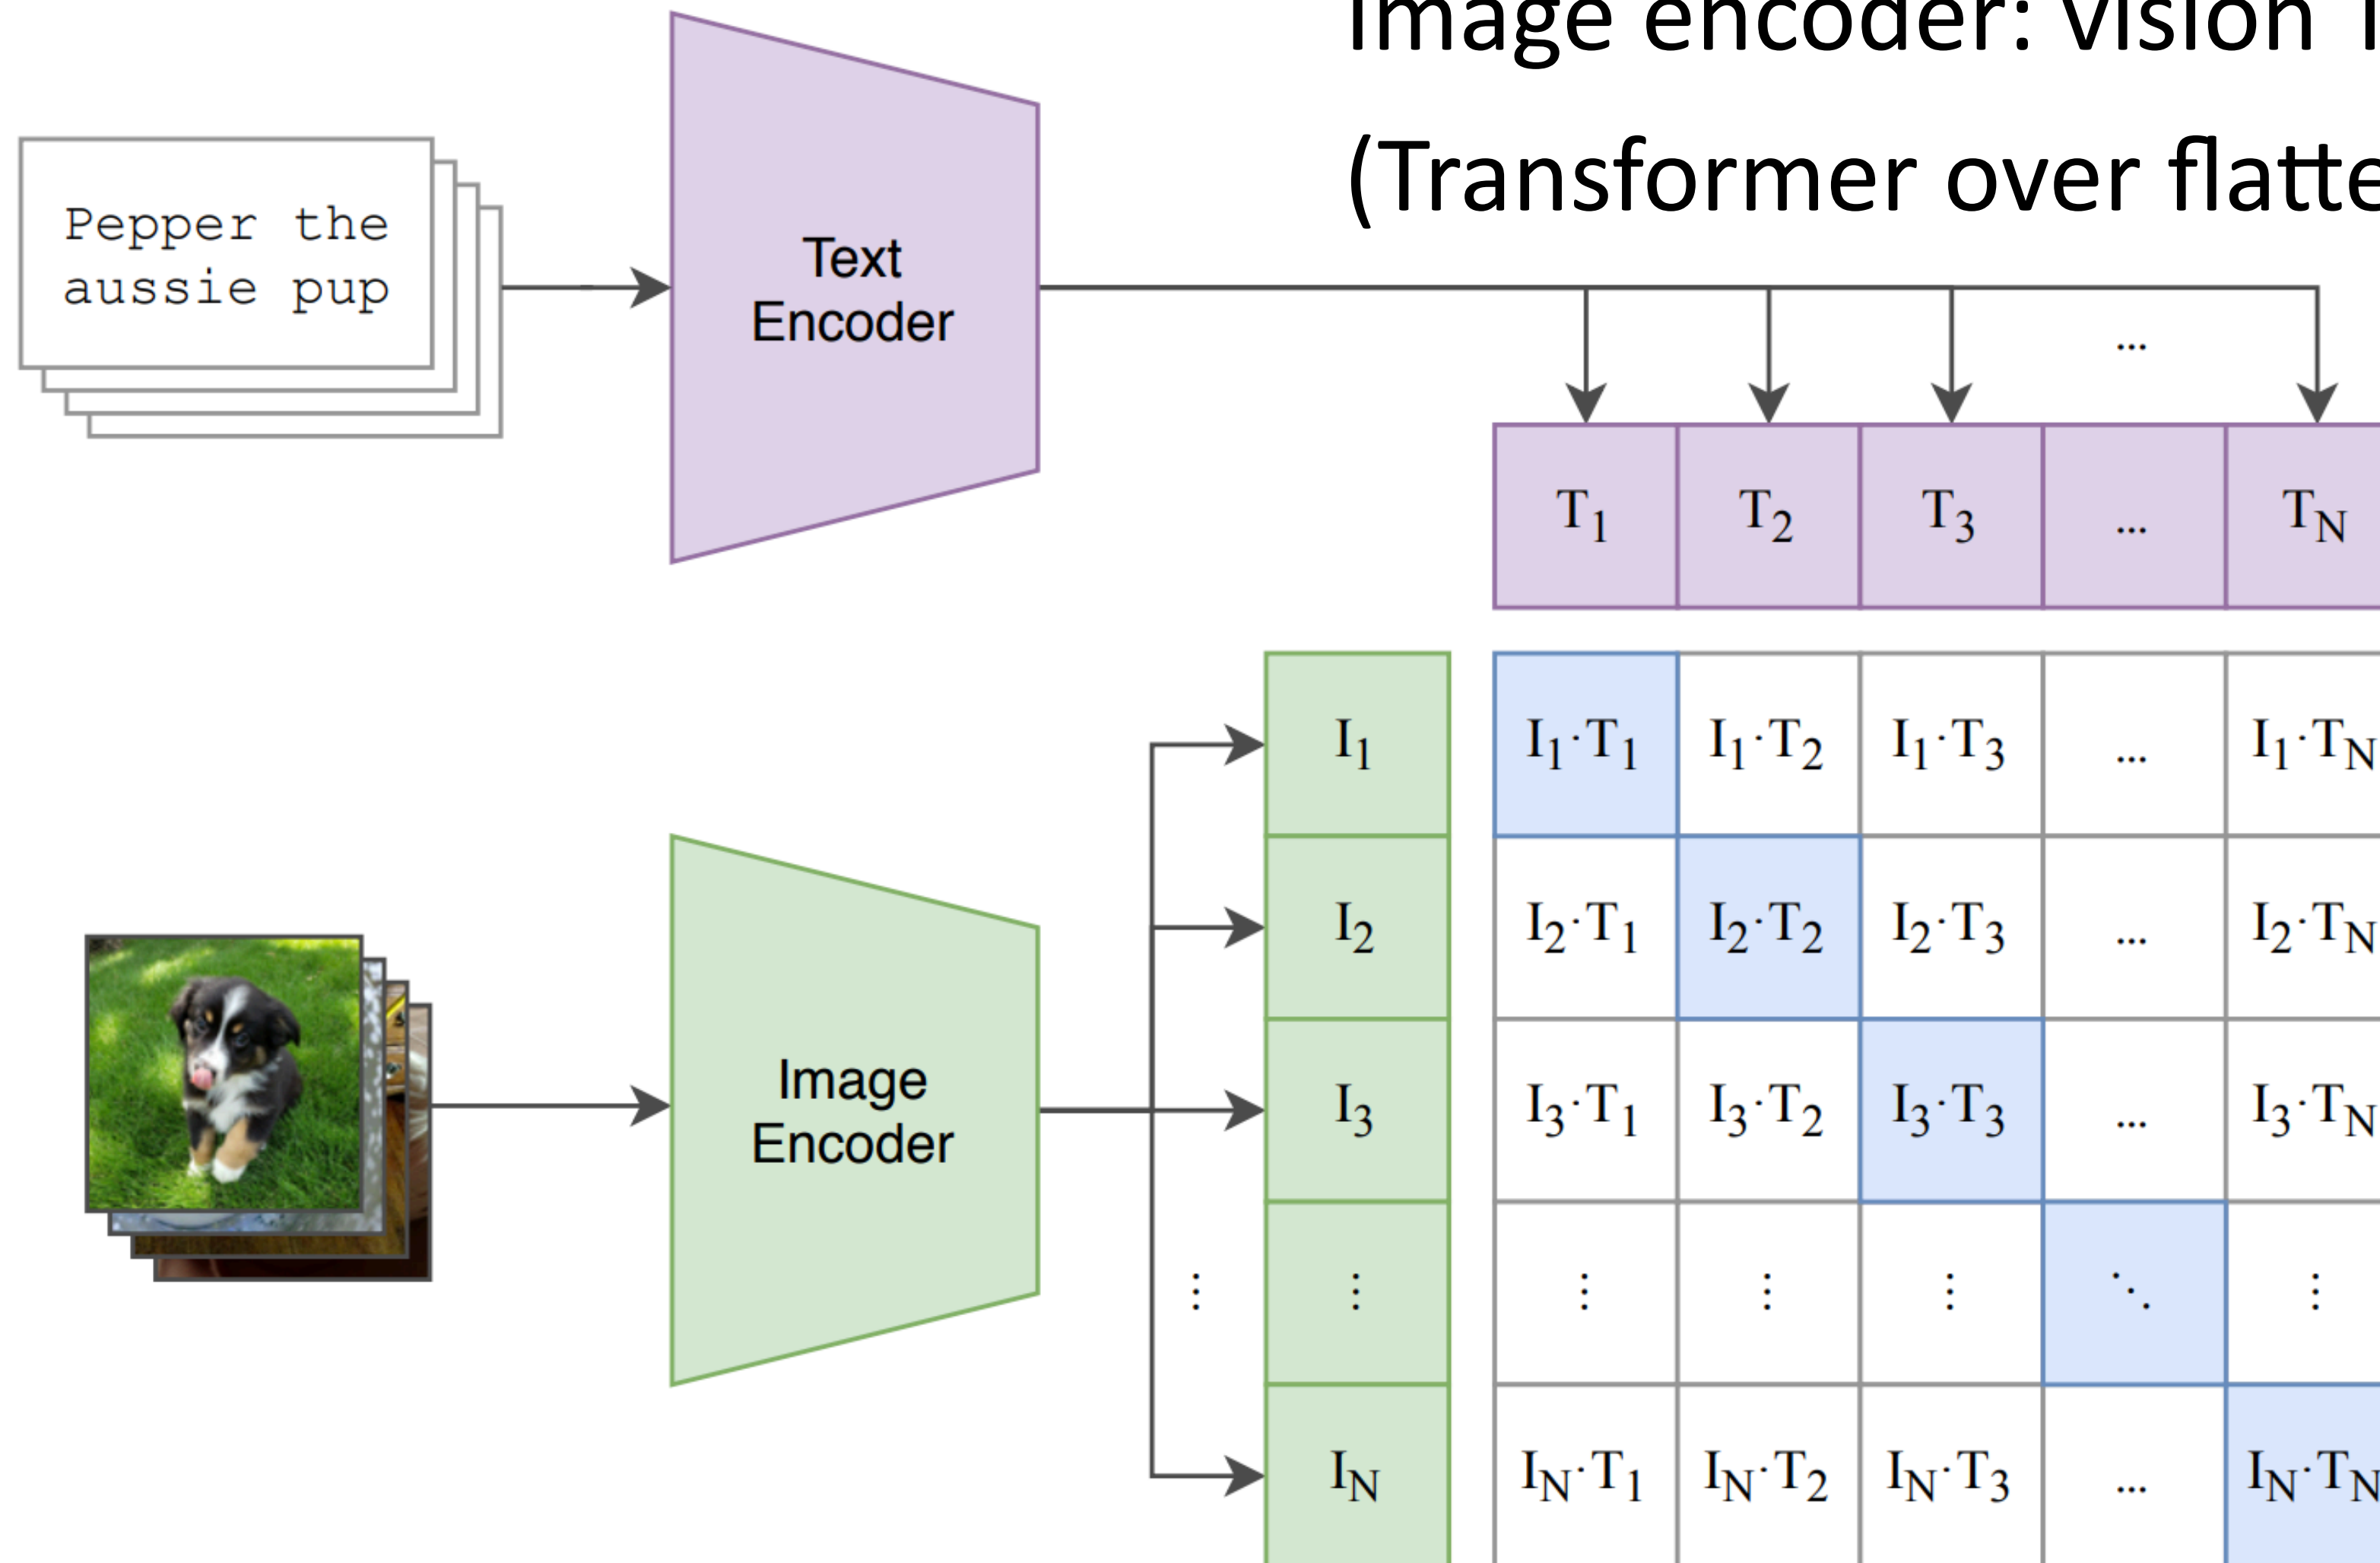 Image encoder: Vision T
(Transformer over flatte
Pepper the
aussie pup
Text
Encoder
...
T1 T2 T3 ... TN
I1 I1·T1 I1·T2 I1·T3 ... I1·TN
I2 I2·T1 I2·T2 I2·T3 ... I2·TN
Image
Encoder
I3 I3·T1 I3·T2 I3·T3 ... I3·TN
⋮ ⋮ ⋮ ⋮ ⋮ ⋱ ⋮
IN IN·T1 IN·T2 IN·T3 ... IN·TN